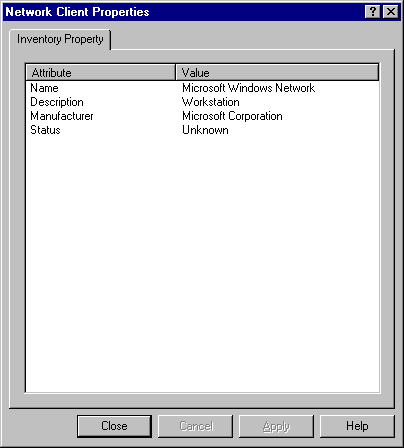 Network Client Properties
Inventory Property
Attribute Value
Name Microsoft Windows Network
Description Workstation
Manufacturer Microsoft Corporation
Status Unknown
Close Cancel Apply Help